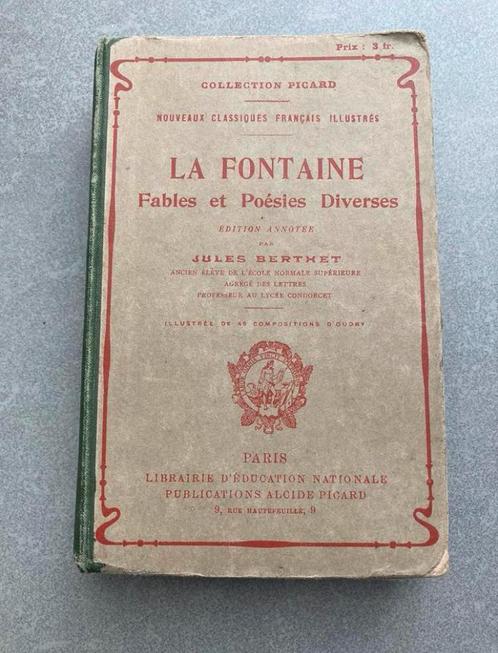 Prix : 3 fr.
COLLECTION PICARD
NOUVEAUX CLASSIQUES FRANÇAIS ILLUSTRÉS
LA FONTAINE
Fables et Poésies Diverses
ÉDITION ANNOTÉE
PAR
JULES BERTHET
ANCIEN ÉLÈVE DE L'ÉCOLE NORMALE SUPÉRIEURE
AGRÉGÉ DES LETTRES
PROFESSEUR AU LYCÉE CONDORCET
ILLUSTRÉE DE 46 COMPOSITIONS D'OUDRY
PARIS
LIBRAIRIE D'ÉDUCATION NATIONALE
PUBLICATIONS ALCIDE PICARD
9, RUE HAUTEFEUILLE, 9